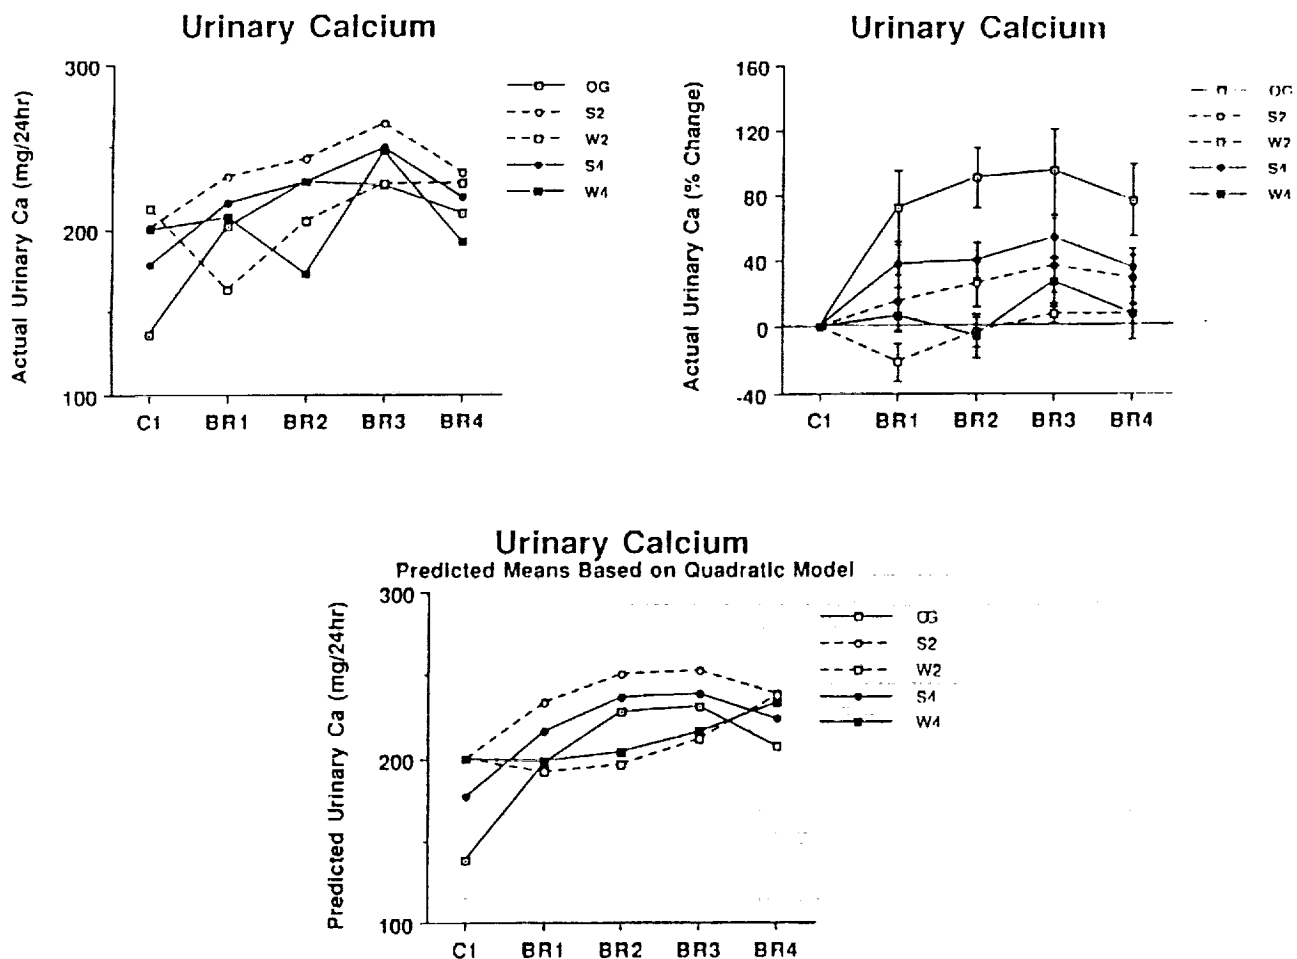 Urinary Calcium
Actual Urinary Ca (mg/24hr)
300
200
100
C1 BR1 BR2 BR3 BR4
OG
S2
W2
S4
W4
Urinary Calcium
Actual Urinary Ca (% Change)
160
120
80
40
0
-40
C1 BR1 BR2 BR3 BR4
OG
S2
W2
S4
W4
Urinary Calcium
Predicted Means Based on Quadratic Model
Predicted Urinary Ca (mg/24hr)
300
200
100
C1 BR1 BR2 BR3 BR4
OG
S2
W2
S4
W4